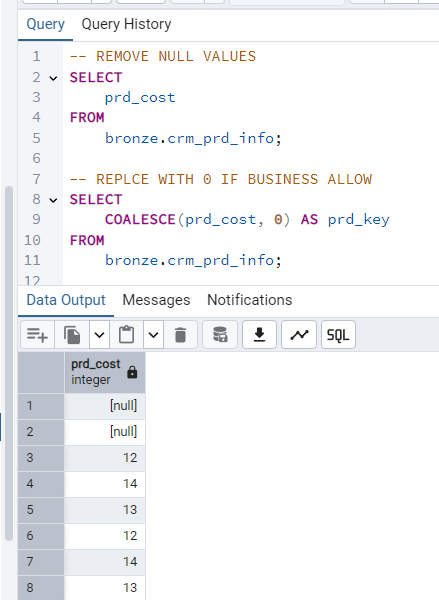 Query Query History
1 -- REMOVE NULL VALUES
2 SELECT
3 prd_cost
4 FROM
5 bronze.crm_prd_info;
6
7 -- REPLCE WITH 0 IF BUSINESS ALLOW
8 SELECT
9 COALESCE(prd_cost, 0) AS prd_key
10 FROM
11 bronze.crm_prd_info;
12
Data Output Messages Notifications
SQL
prd_cost
integer
1 [null]
2 [null]
3 12
4 14
5 13
6 12
7 14
8 13